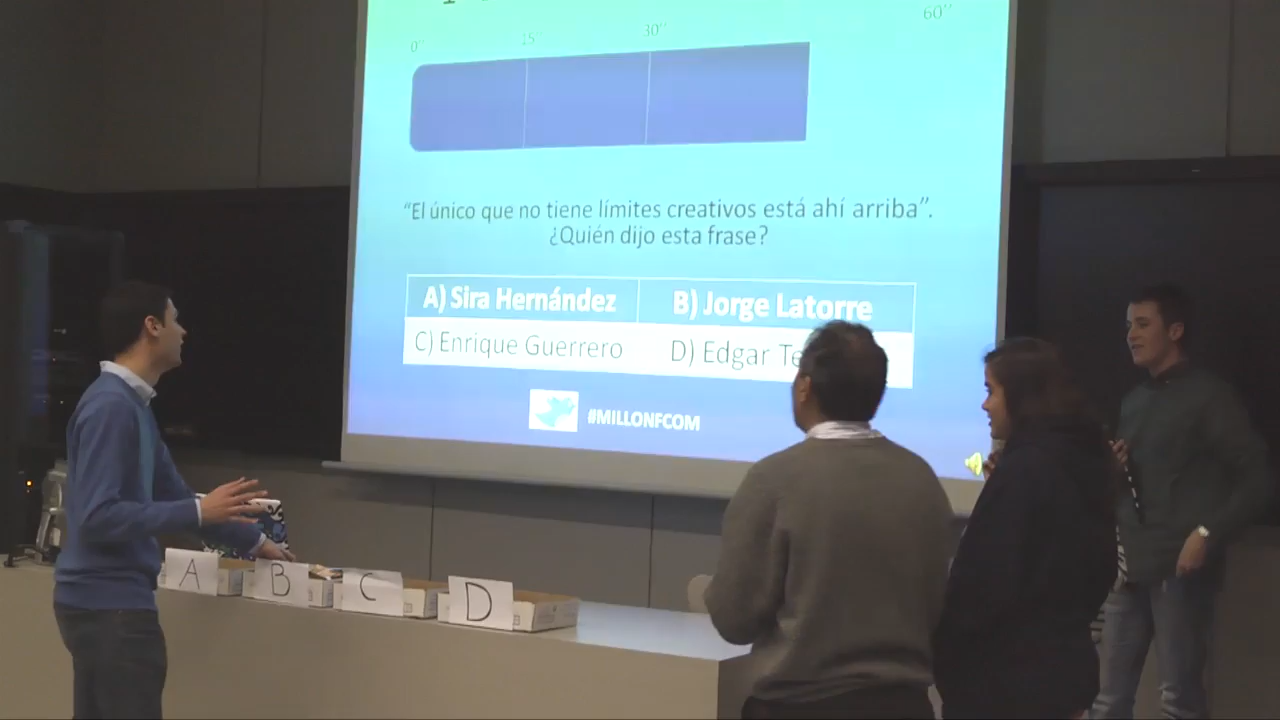 0’’ 15’’ 30’’ 60’’
“El único que no tiene límites creativos está ahí arriba”.
¿Quién dijo esta frase?
A) Sira Hernández B) Jorge Latorre
C) Enrique Guerrero D) Edgar
#MILLONFCOM
A B C D